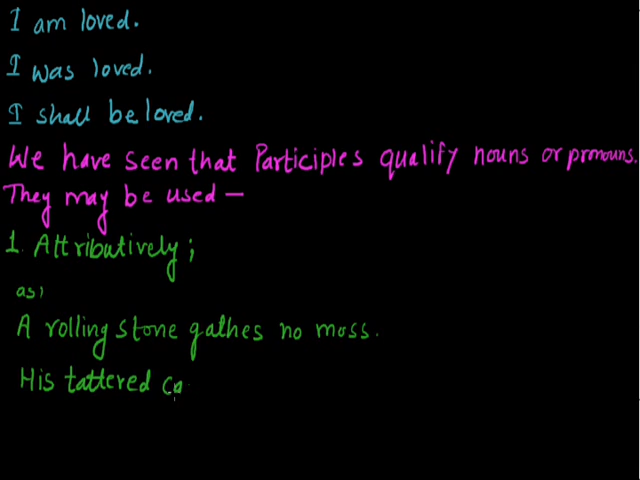 I am loved.
I was loved.
I shall be loved.
We have seen that Participles qualify nouns or pronouns.
They may be used —
1. Attributively;
as,
A rolling stone gathes no moss.
His tattered co